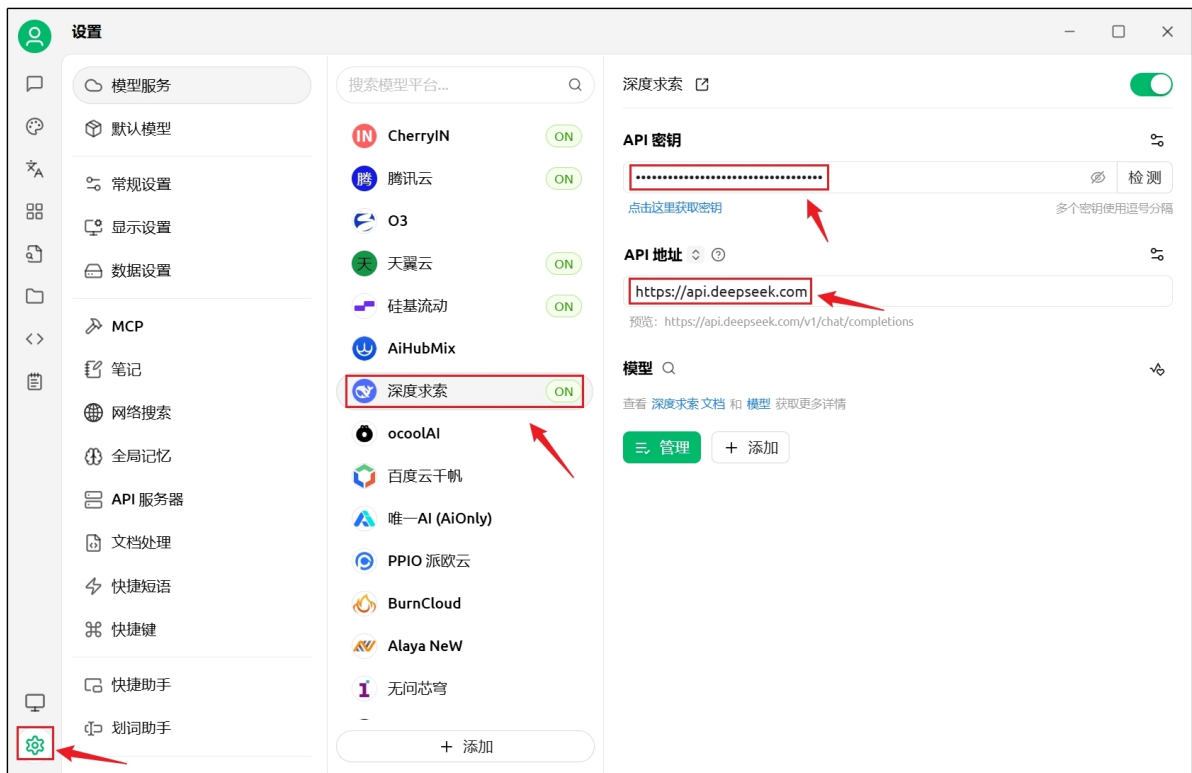 设置
模型服务
默认模型
常规设置
显示设置
数据设置
MCP
笔记
网络搜索
全局记忆
API 服务器
文档处理
快捷短语
快捷键
快捷助手
划词助手
搜索模型平台...
IN CherryIN ON
腾 腾讯云 ON
O3
天 天翼云 ON
硅基流动 ON
AiHubMix
深度求索 ON
ocoolAI
百度云千帆
唯一AI (AiOnly)
PPIO 派欧云
BurnCloud
Alaya NeW
无问芯穹
+ 添加
深度求索
API 密钥
•••••••••••••••••••••••••••••••••••
检 测
点击这里获取密钥 多个密钥使用逗号分隔
API 地址
https://api.deepseek.com
预览: https://api.deepseek.com/v1/chat/completions
模型
查看 深度求索 文档 和 模型 获取更多详情
管理 + 添加